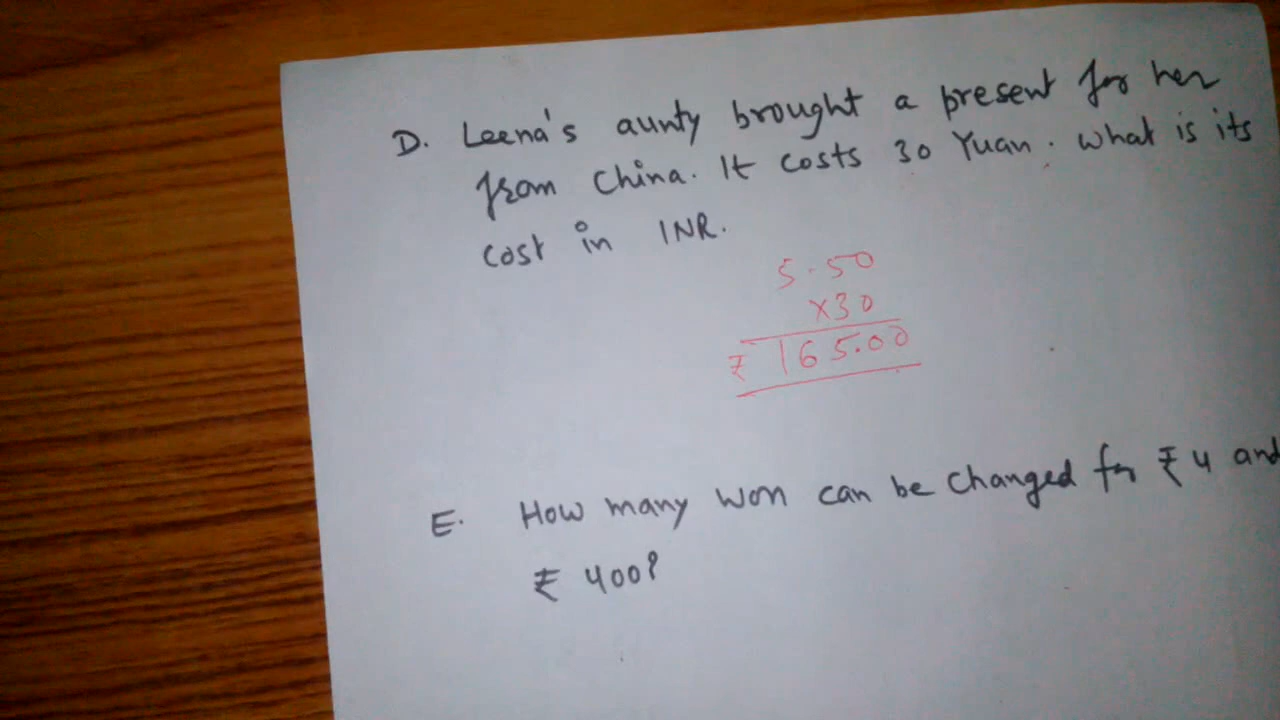 D. Leena's aunty brought a present for her
from China. It costs 30 Yuan. what is its
cost in INR.
5.50
x30
₹ 165.00
E. How many won can be changed for ₹4 and
₹ 400?